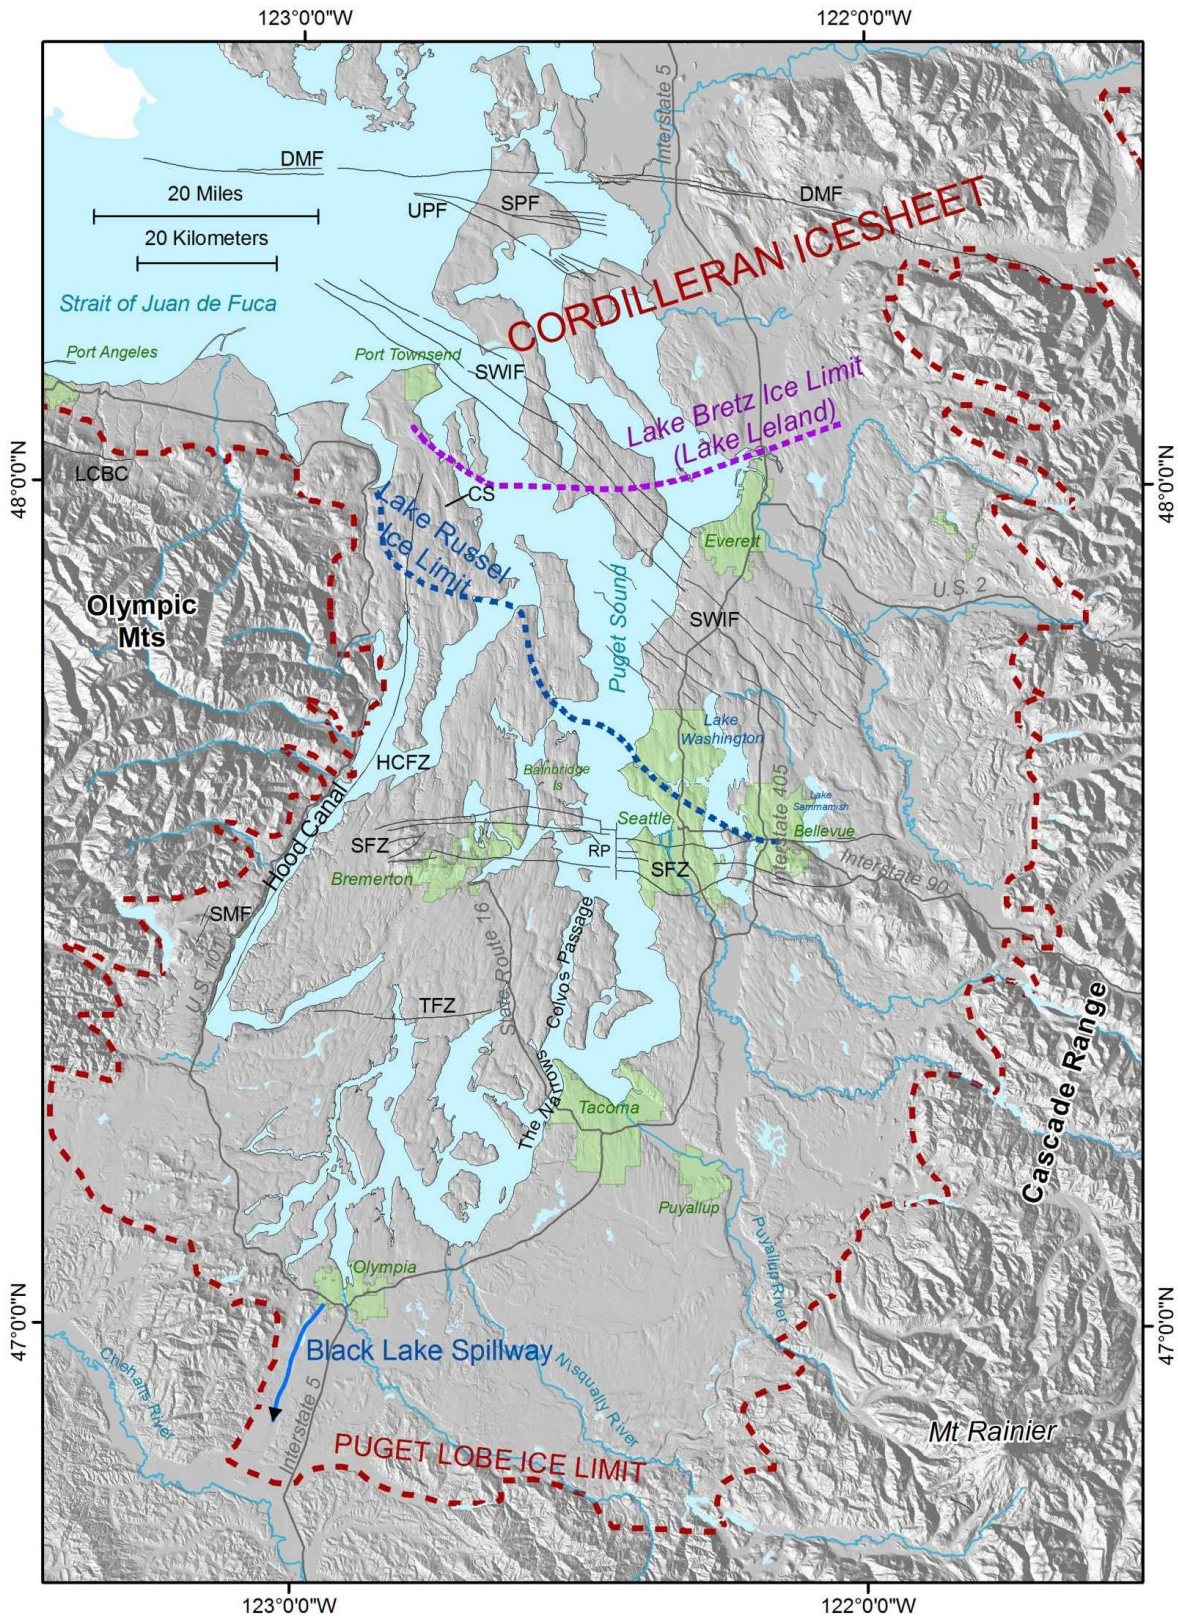 123°0'0"W
122°0'0"W
Interstate 5
DMF
20 Miles
DMF
UPF
SPF
20 Kilometers
CORDILLERAN ICESHEET
Strait of Juan de Fuca
Port Angeles
Port Townsend
SWIF
Lake Bretz Ice Limit
(Lake Leland)
LCBC
48°0'0"N
48°0'0"N
CS
Lake Russel
Ice Limit
Everett
Puget Sound
U.S. 2
Olympic
Mts
SWIF
Lake
Washington
HCFZ
Bainbridge
Is
Interstate 405
Lake
Sammamish
Hood Canal
Seattle
Bellevue
SFZ
RP
Interstate 90
Bremerton
SFZ
SMF
State Route 16
Colvos Passage
U.S. 101
TFZ
Cascade Range
The Narrows
Tacoma
Puyallup
Puyallup River
Olympia
47°0'0"N
47°0'0"N
Black Lake Spillway
Chehalis River
Nisqually River
Interstate 5
Mt Rainier
PUGET LOBE ICE LIMIT
123°0'0"W
122°0'0"W